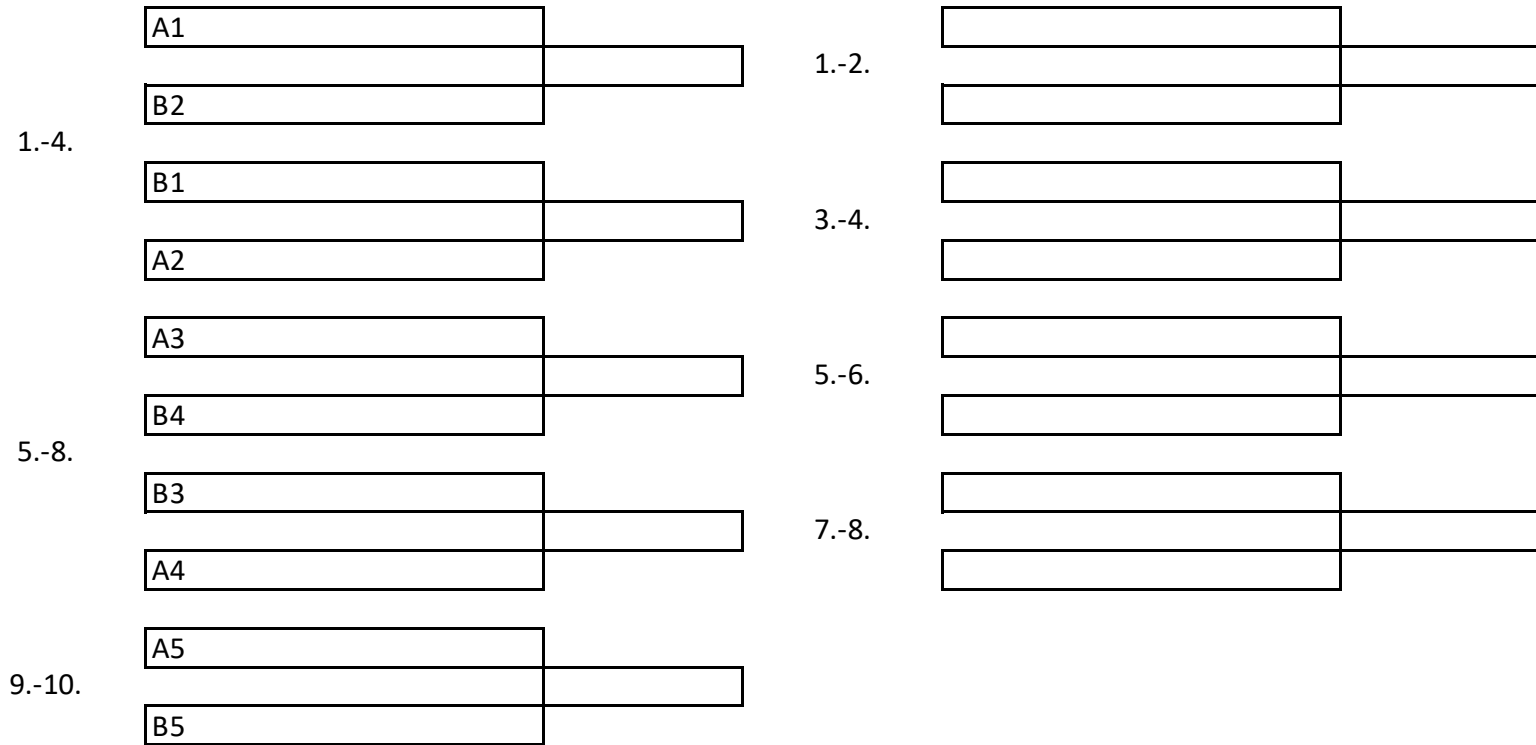 A1
1.-2.
B2
1.-4.
B1
3.-4.
A2
A3
5.-6.
B4
5.-8.
B3
7.-8.
A4
A5
9.-10.
B5